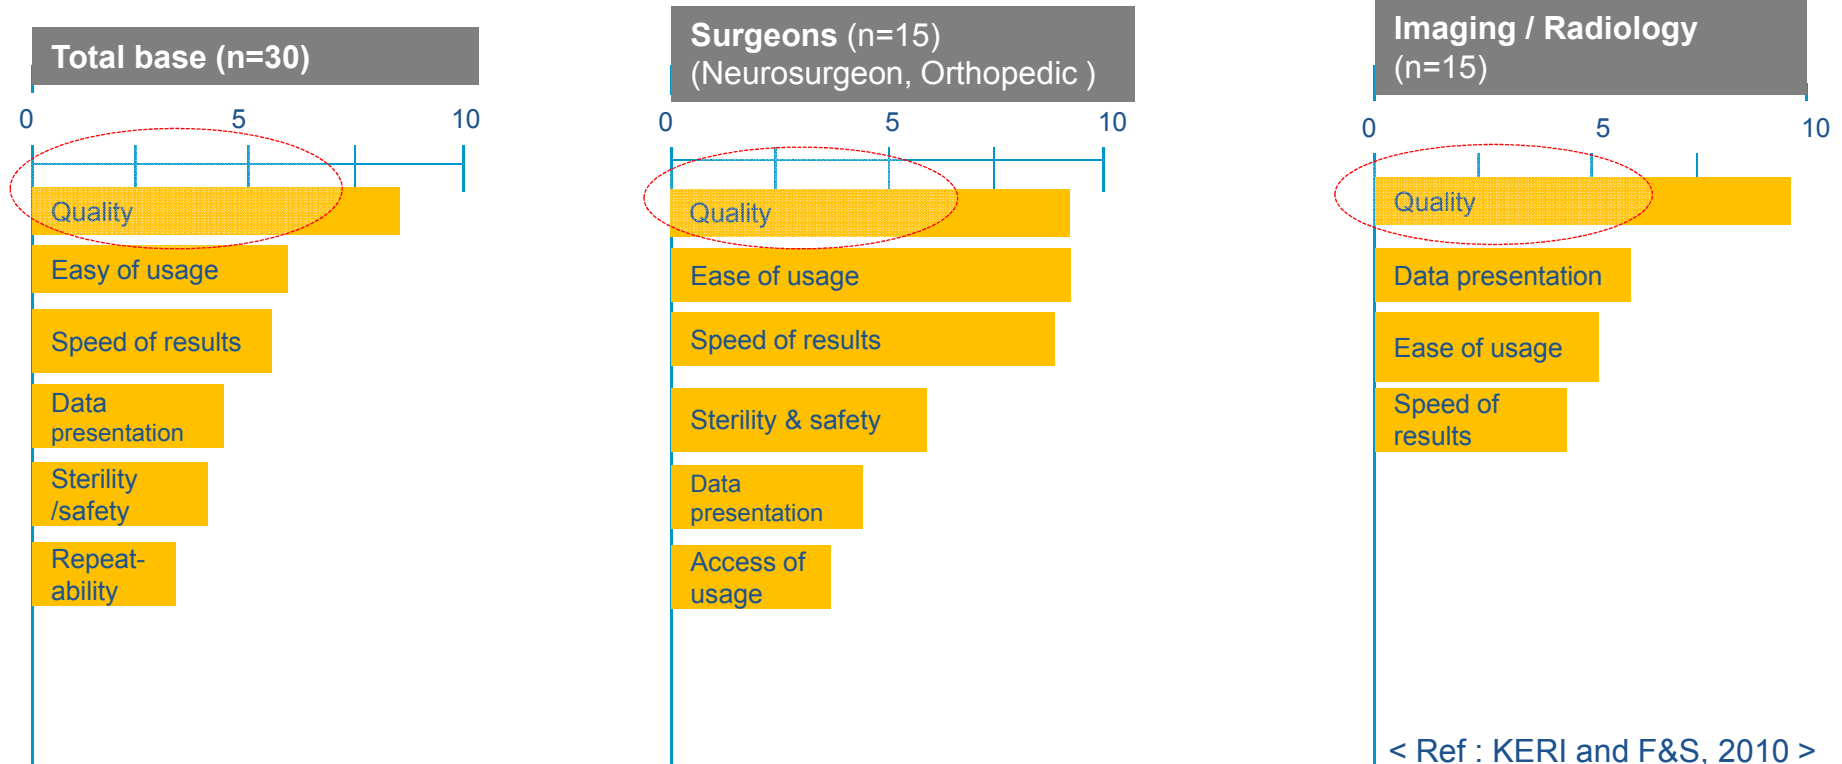 Total base (n=30)
0 5 10
Quality
Easy of usage
Speed of results
Data
presentation
Sterility
/safety
Repeat-
ability
Surgeons (n=15)
(Neurosurgeon, Orthopedic )
0 5 10
Quality
Ease of usage
Speed of results
Sterility & safety
Data
presentation
Access of
usage
Imaging / Radiology
(n=15)
0 5 10
Quality
Data presentation
Ease of usage
Speed of
results
< Ref : KERI and F&S, 2010 >